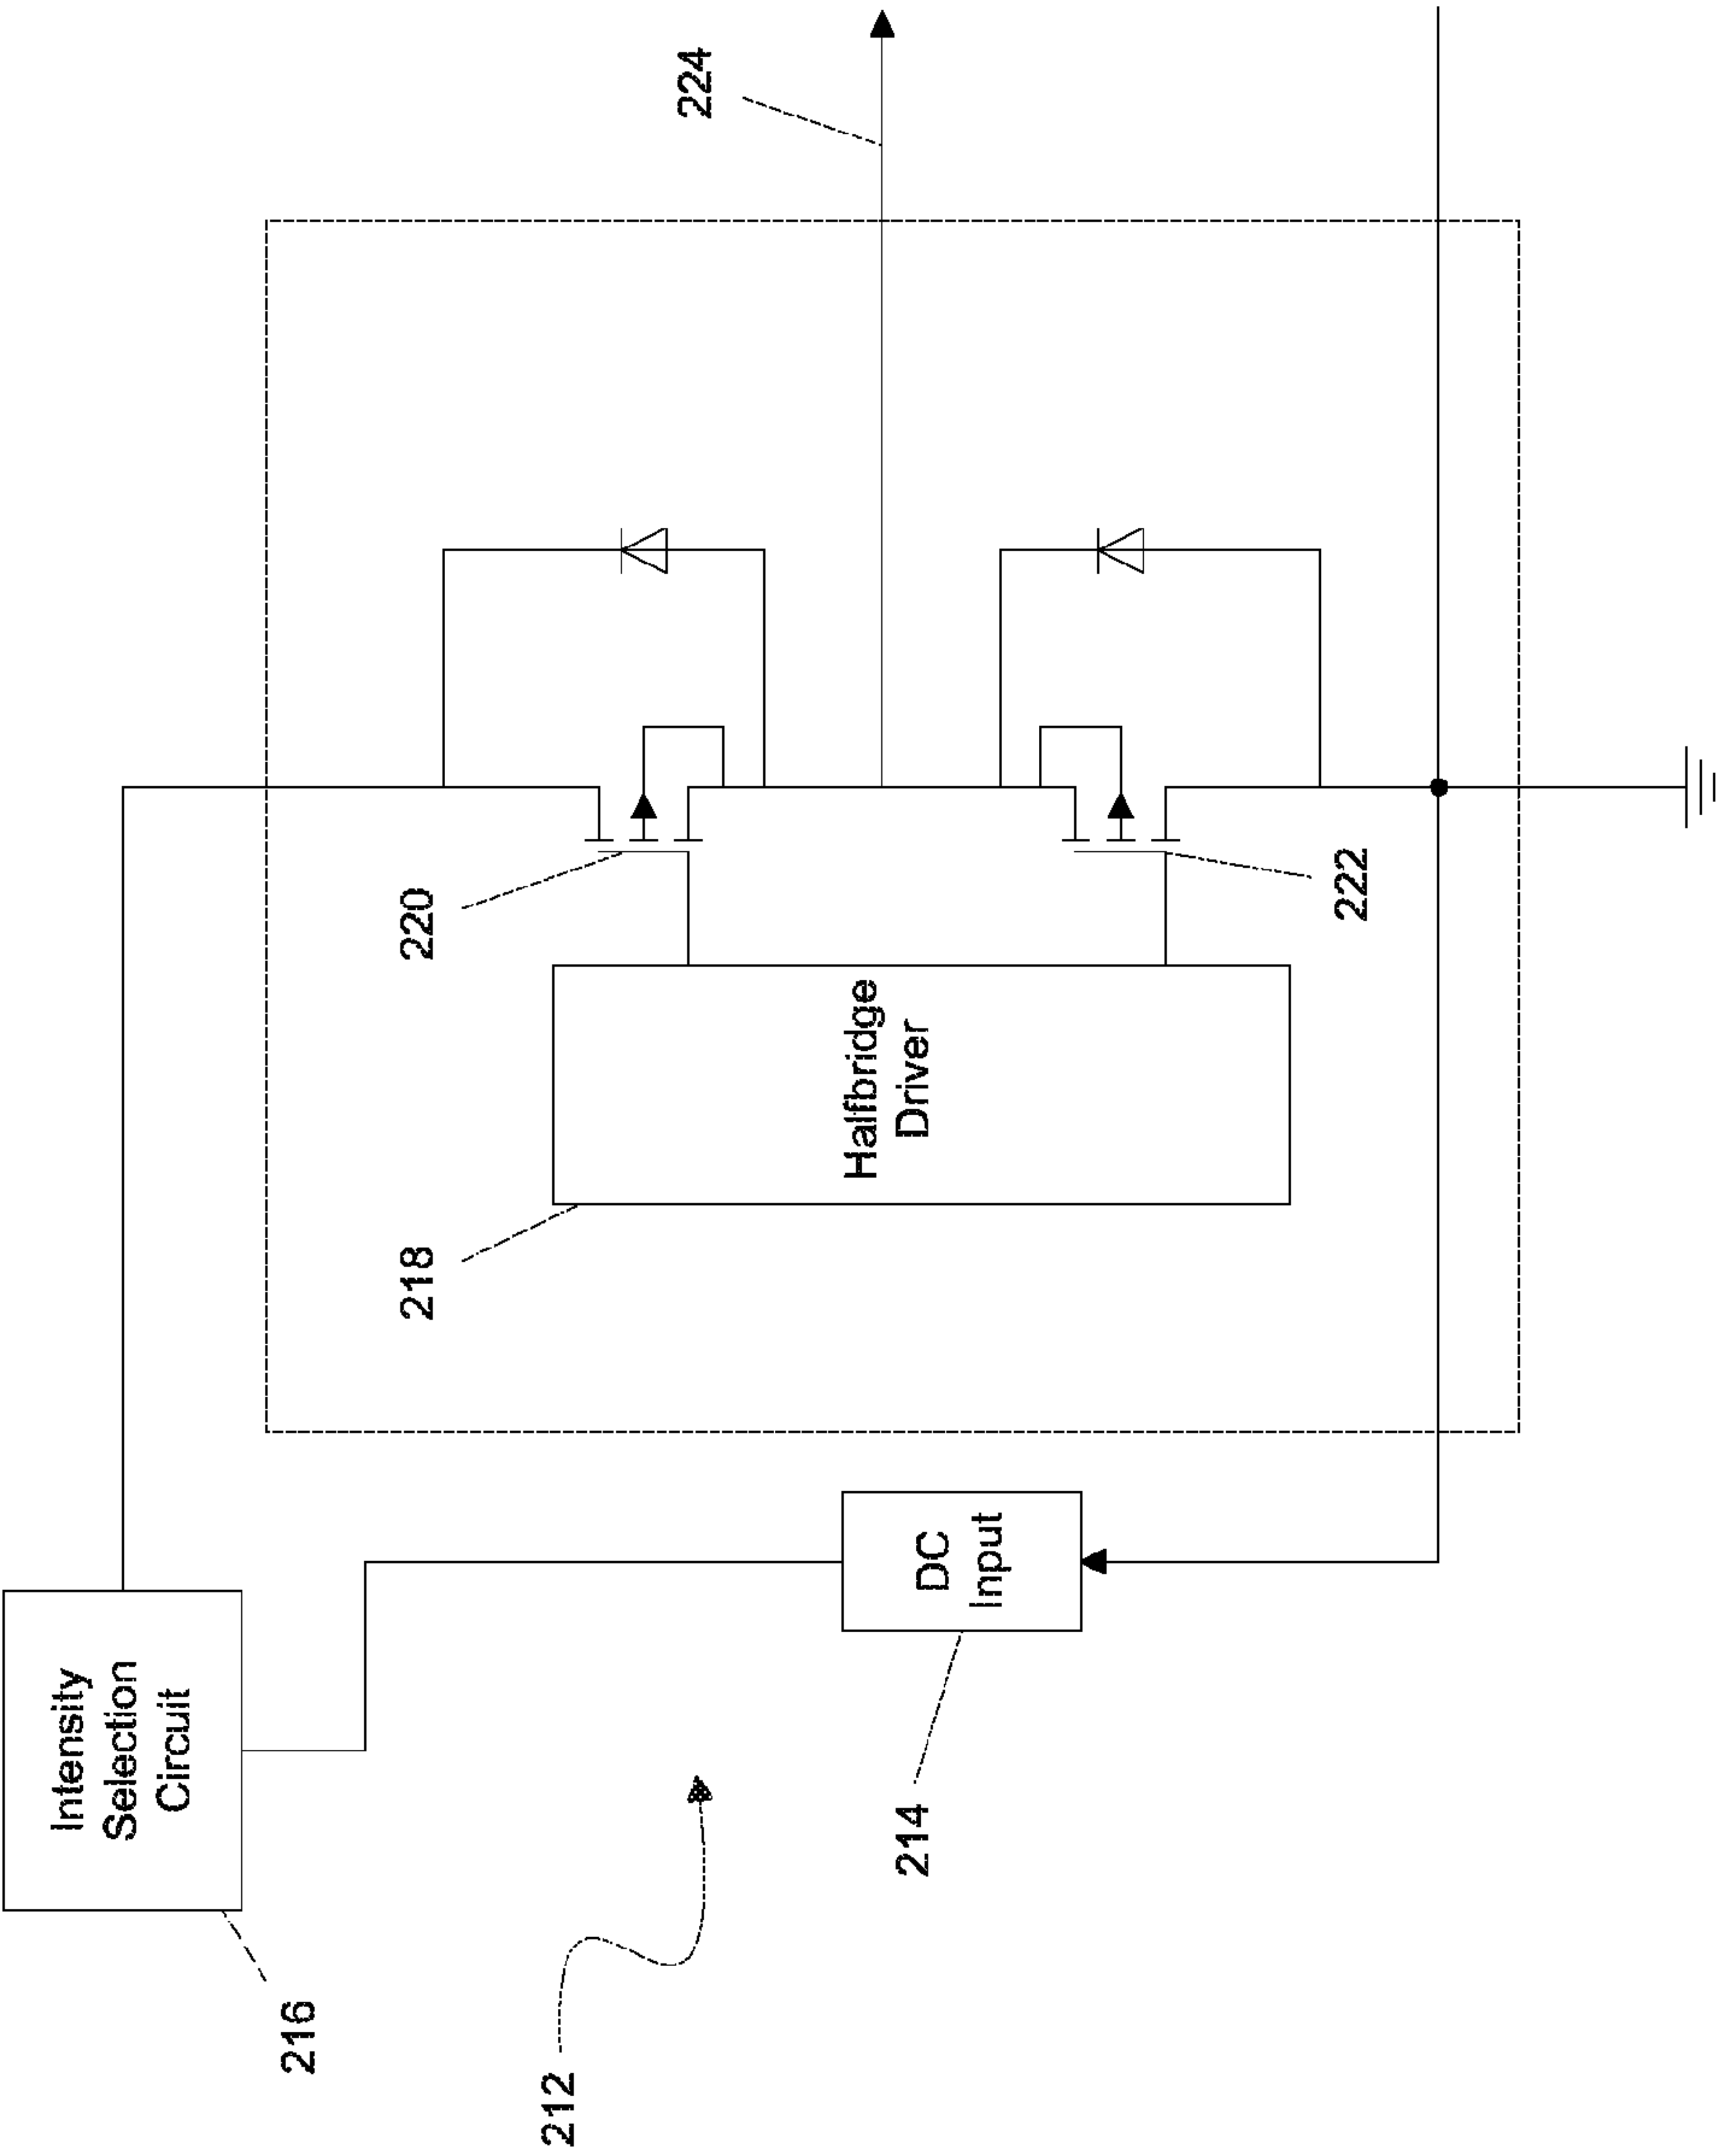 216
Intensity
Selection
Circuit
212
214
DC
Input
218
Halfbridge
Driver
220
222
224